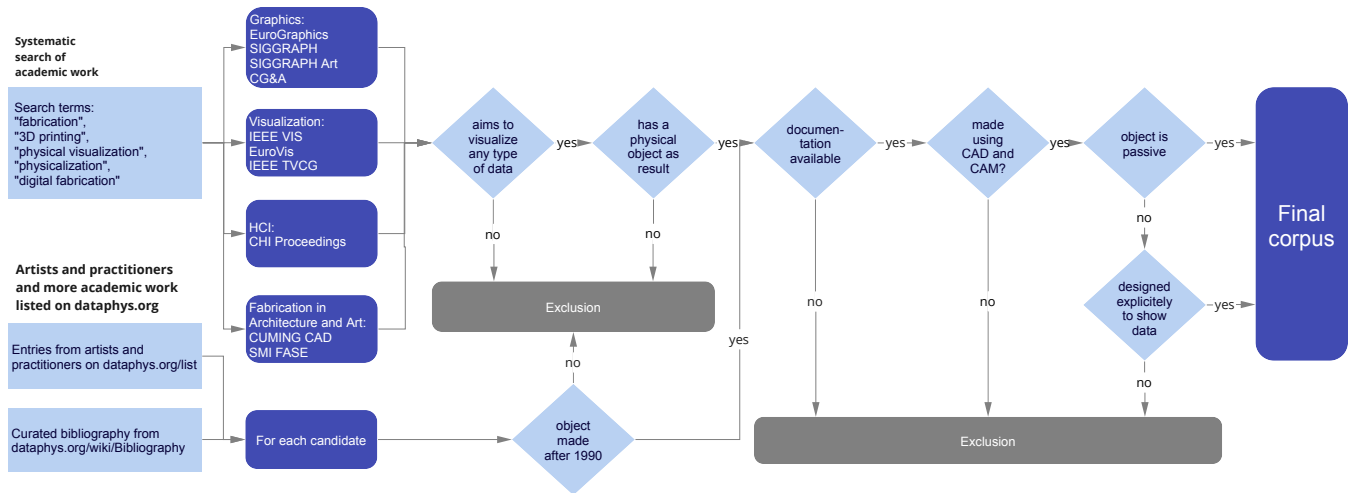 Systematic
search of
academic work
Search terms:
"fabrication",
"3D printing",
"physical visualization",
"physicalization",
"digital fabrication"
Graphics:
EuroGraphics
SIGGRAPH
SIGGRAPH Art
CG&A
Visualization:
IEEE VIS
EuroVis
IEEE TVCG
HCI:
CHI Proceedings
Fabrication in
Architecture and Art:
CUMING CAD
SMI FASE
aims to
visualize
any type
of data
yes
no
has a
physical
object as
result
yes
no
Exclusion
Artists and practitioners
and more academic work
listed on dataphys.org
Entries from artists and
practitioners on dataphys.org/list
Curated bibliography from
dataphys.org/wiki/Bibliography
For each candidate
object
made
after 1990
no
yes
documen-
tation
available
yes
no
made
using
CAD and
CAM?
yes
no
object is
passive
yes
no
designed
explicitely
to show
data
yes
no
Exclusion
Final
corpus